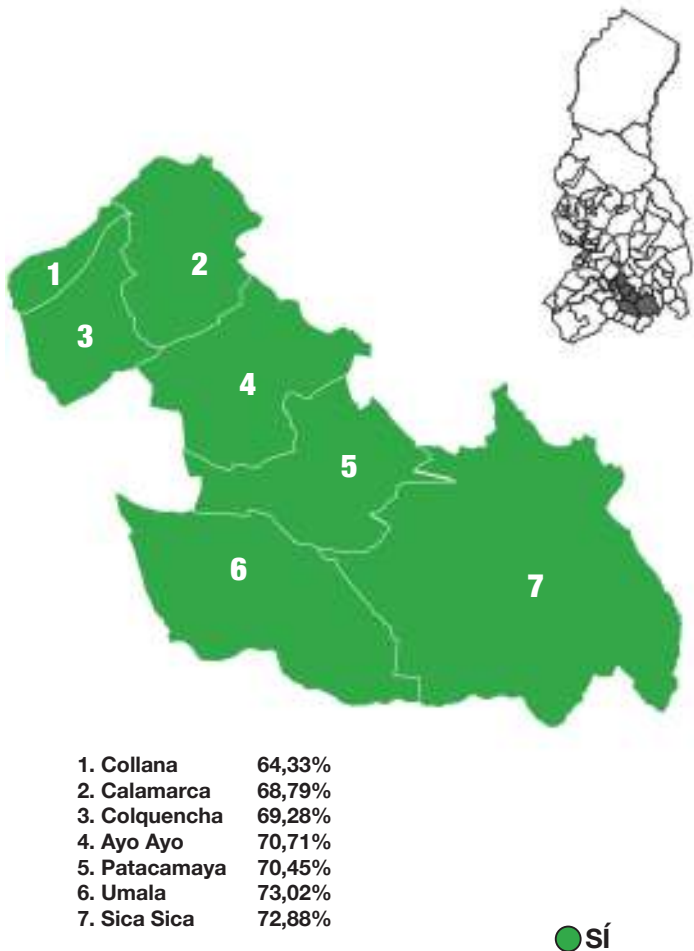 1
2
3
4
5
6
7
1. Collana 64,33%
2. Calamarca 68,79%
3. Colquencha 69,28%
4. Ayo Ayo 70,71%
5. Patacamaya 70,45%
6. Umala 73,02%
7. Sica Sica 72,88%
SÍ